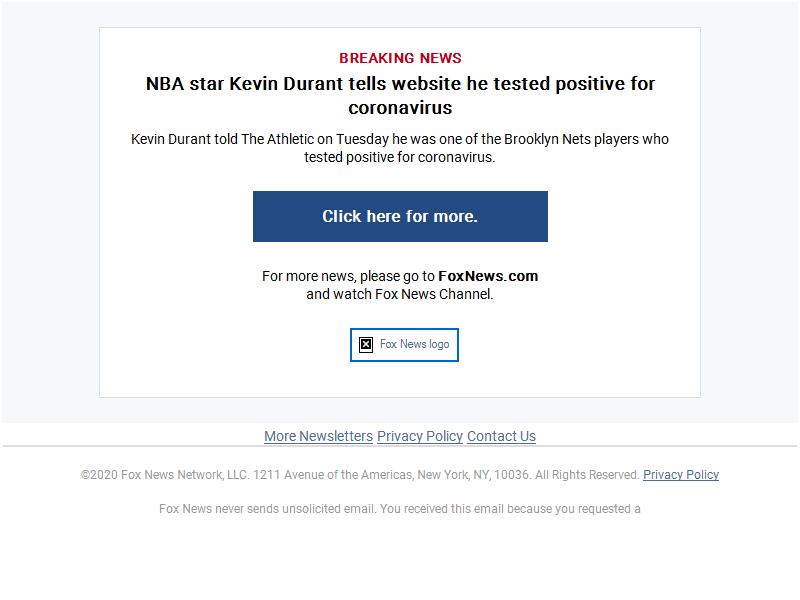 BREAKING NEWS
NBA star Kevin Durant tells website he tested positive for
coronavirus
Kevin Durant told The Athletic on Tuesday he was one of the Brooklyn Nets players who
tested positive for coronavirus.
Click here for more.
For more news, please go to FoxNews.com
and watch Fox News Channel.
Fox News logo
More Newsletters Privacy Policy Contact Us
©2020 Fox News Network, LLC. 1211 Avenue of the Americas, New York, NY, 10036. All Rights Reserved. Privacy Policy
Fox News never sends unsolicited email. You received this email because you requested a